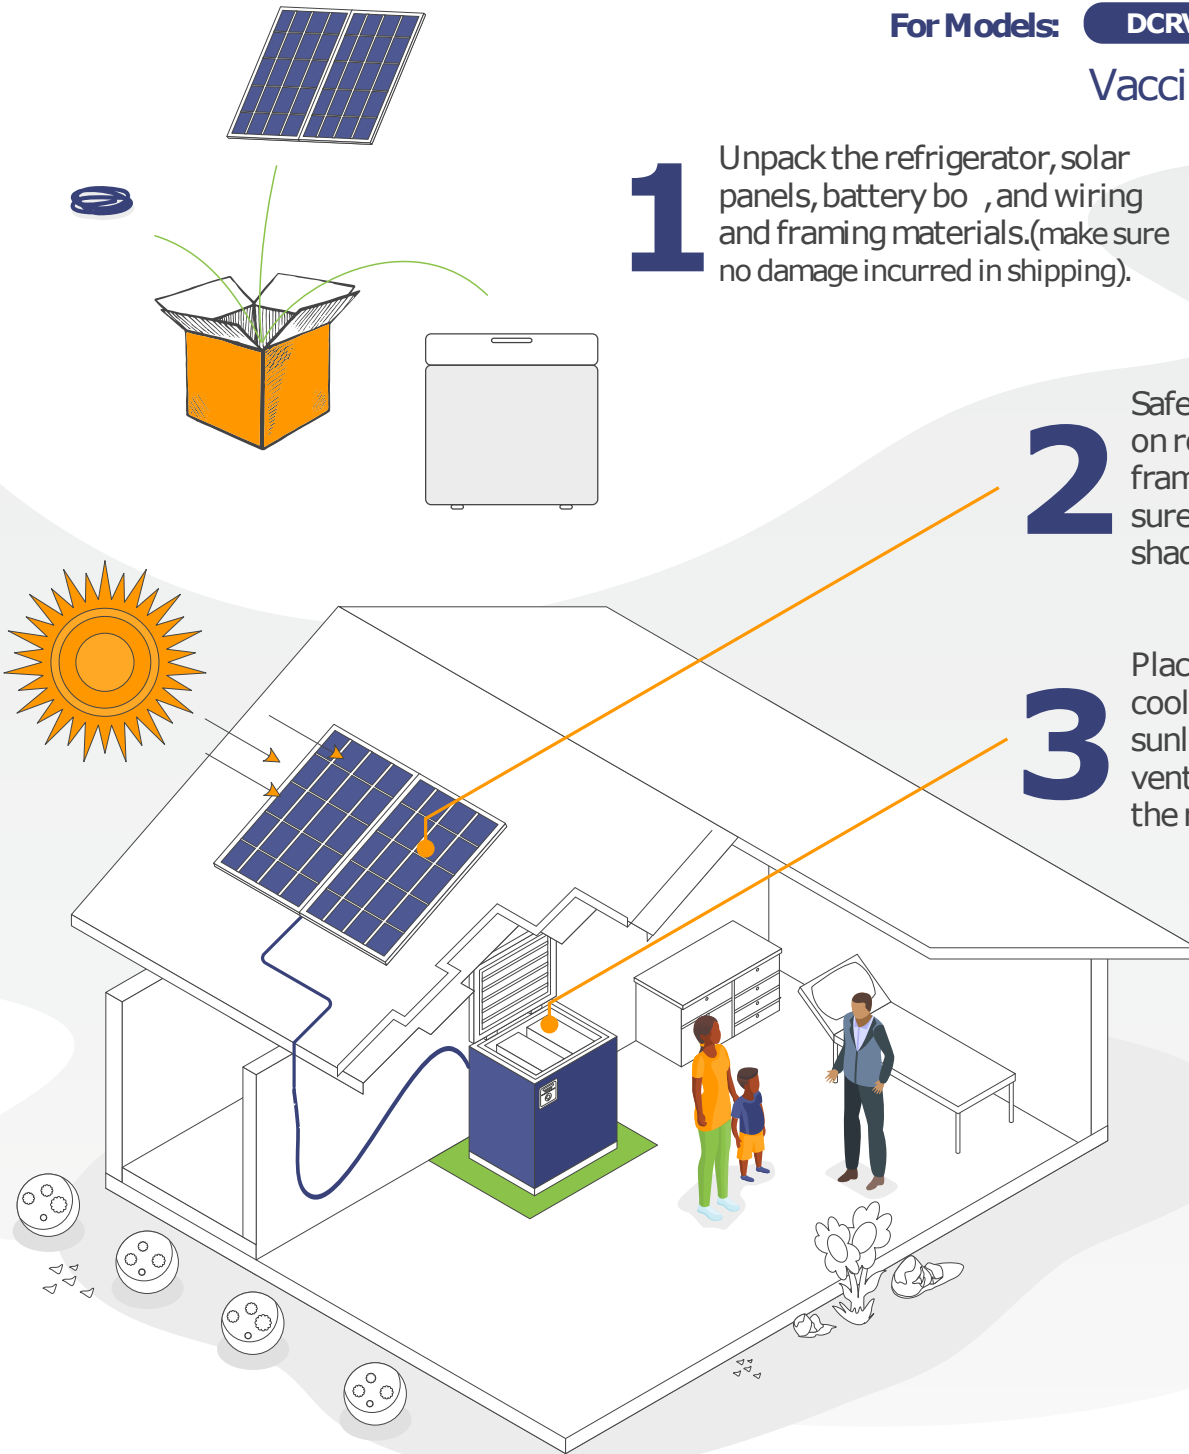 For Models: DCRV
Vacci
1
Unpack the refrigerator, solar
panels, battery bo , and wiring
and framing materials.(make sure
no damage incurred in shipping).
2
Safe
on r
fram
sure
shad
3
Plac
cool
sunl
vent
the r